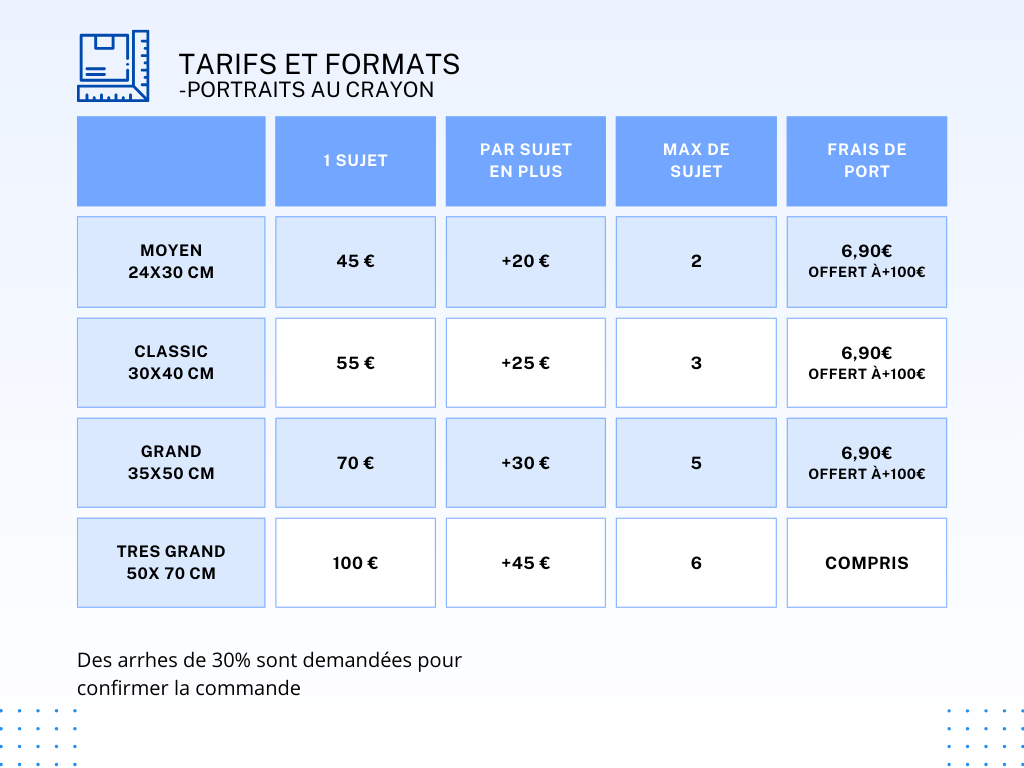 TARIFS ET FORMATS
-PORTRAITS AU CRAYON
1 SUJET
PAR SUJET
EN PLUS
MAX DE
SUJET
FRAIS DE
PORT
MOYEN
24X30 CM
45 €
+20 €
2
6,90€
OFFERT À+100€
CLASSIC
30X40 CM
55 €
+25 €
3
6,90€
OFFERT À+100€
GRAND
35X50 CM
70 €
+30 €
5
6,90€
OFFERT À+100€
TRES GRAND
50X 70 CM
100 €
+45 €
6
COMPRIS
Des arrhes de 30% sont demandées pour
confirmer la commande